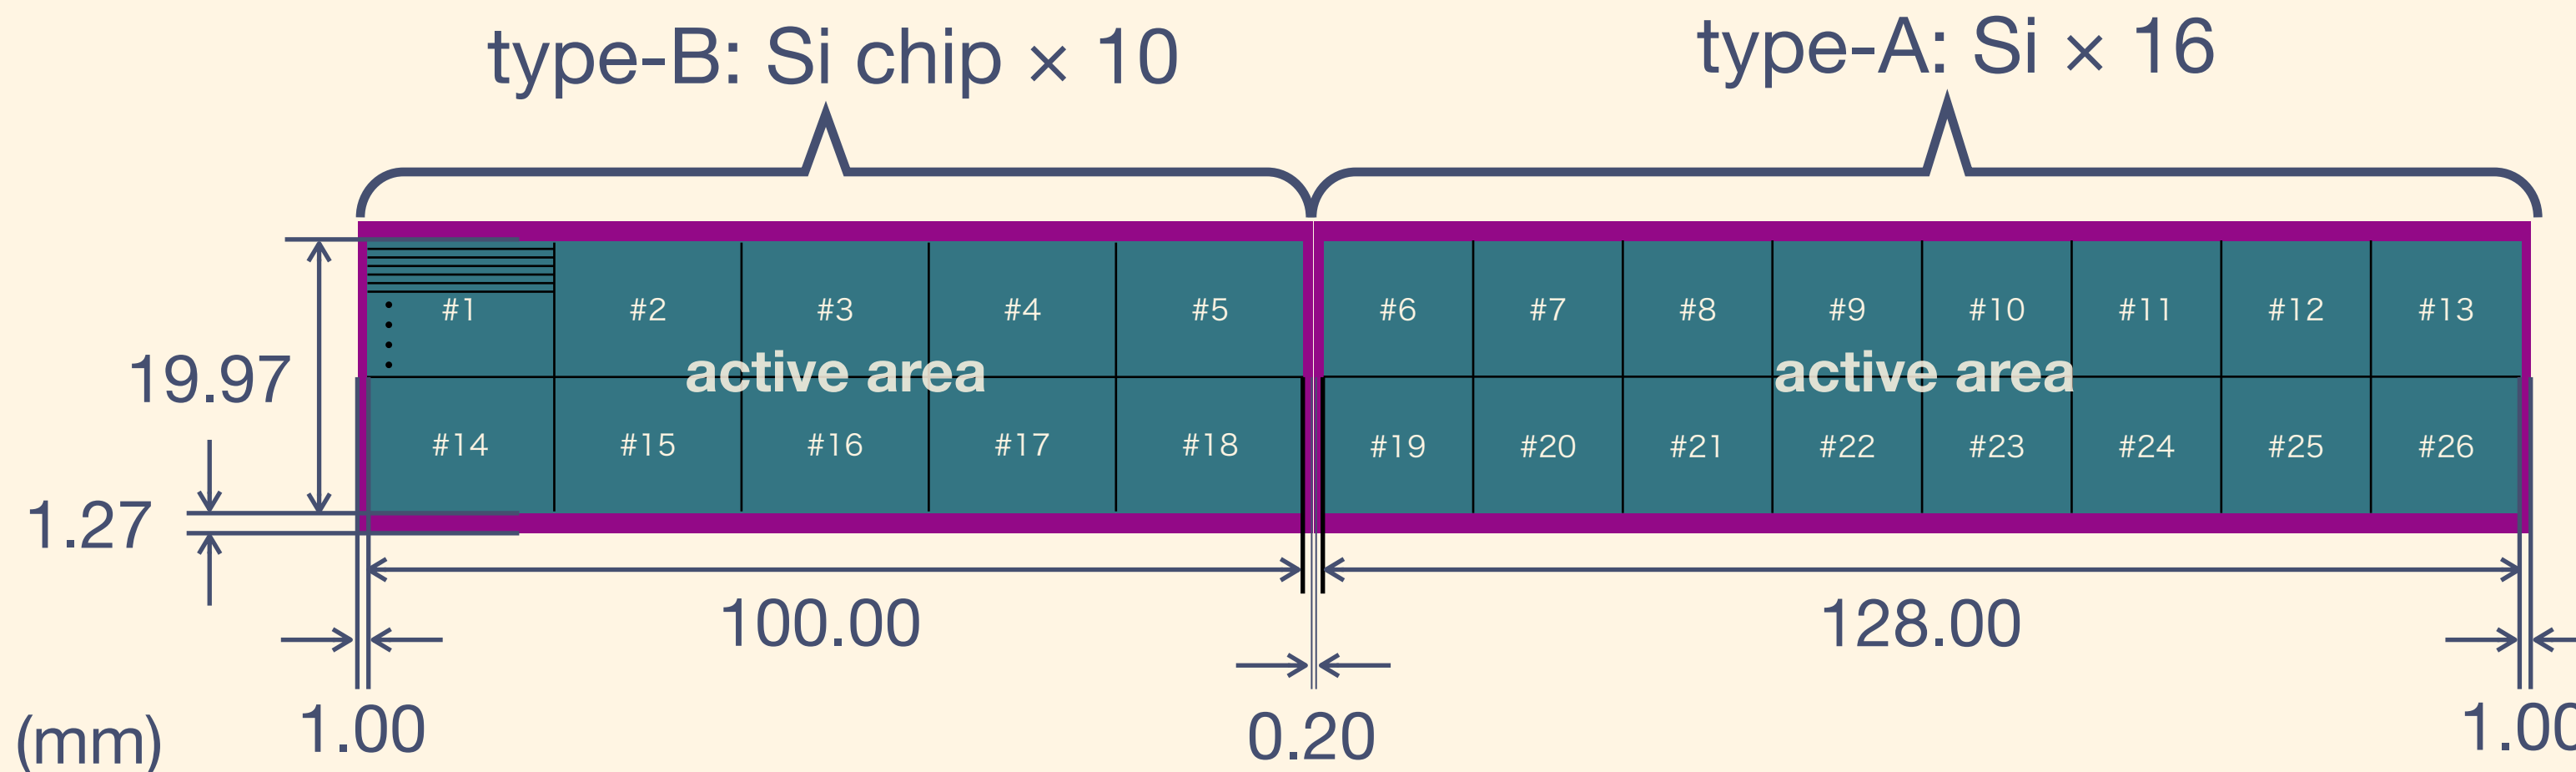 type-B: Si chip × 10
type-A: Si × 16
#1 #2 #3 #4 #5 #6 #7 #8 #9 #10 #11 #12 #13
active area
active area
19.97
#14 #15 #16 #17 #18 #19 #20 #21 #22 #23 #24 #25 #26
1.27
100.00
128.00
1.00
0.20
1.00
(mm)